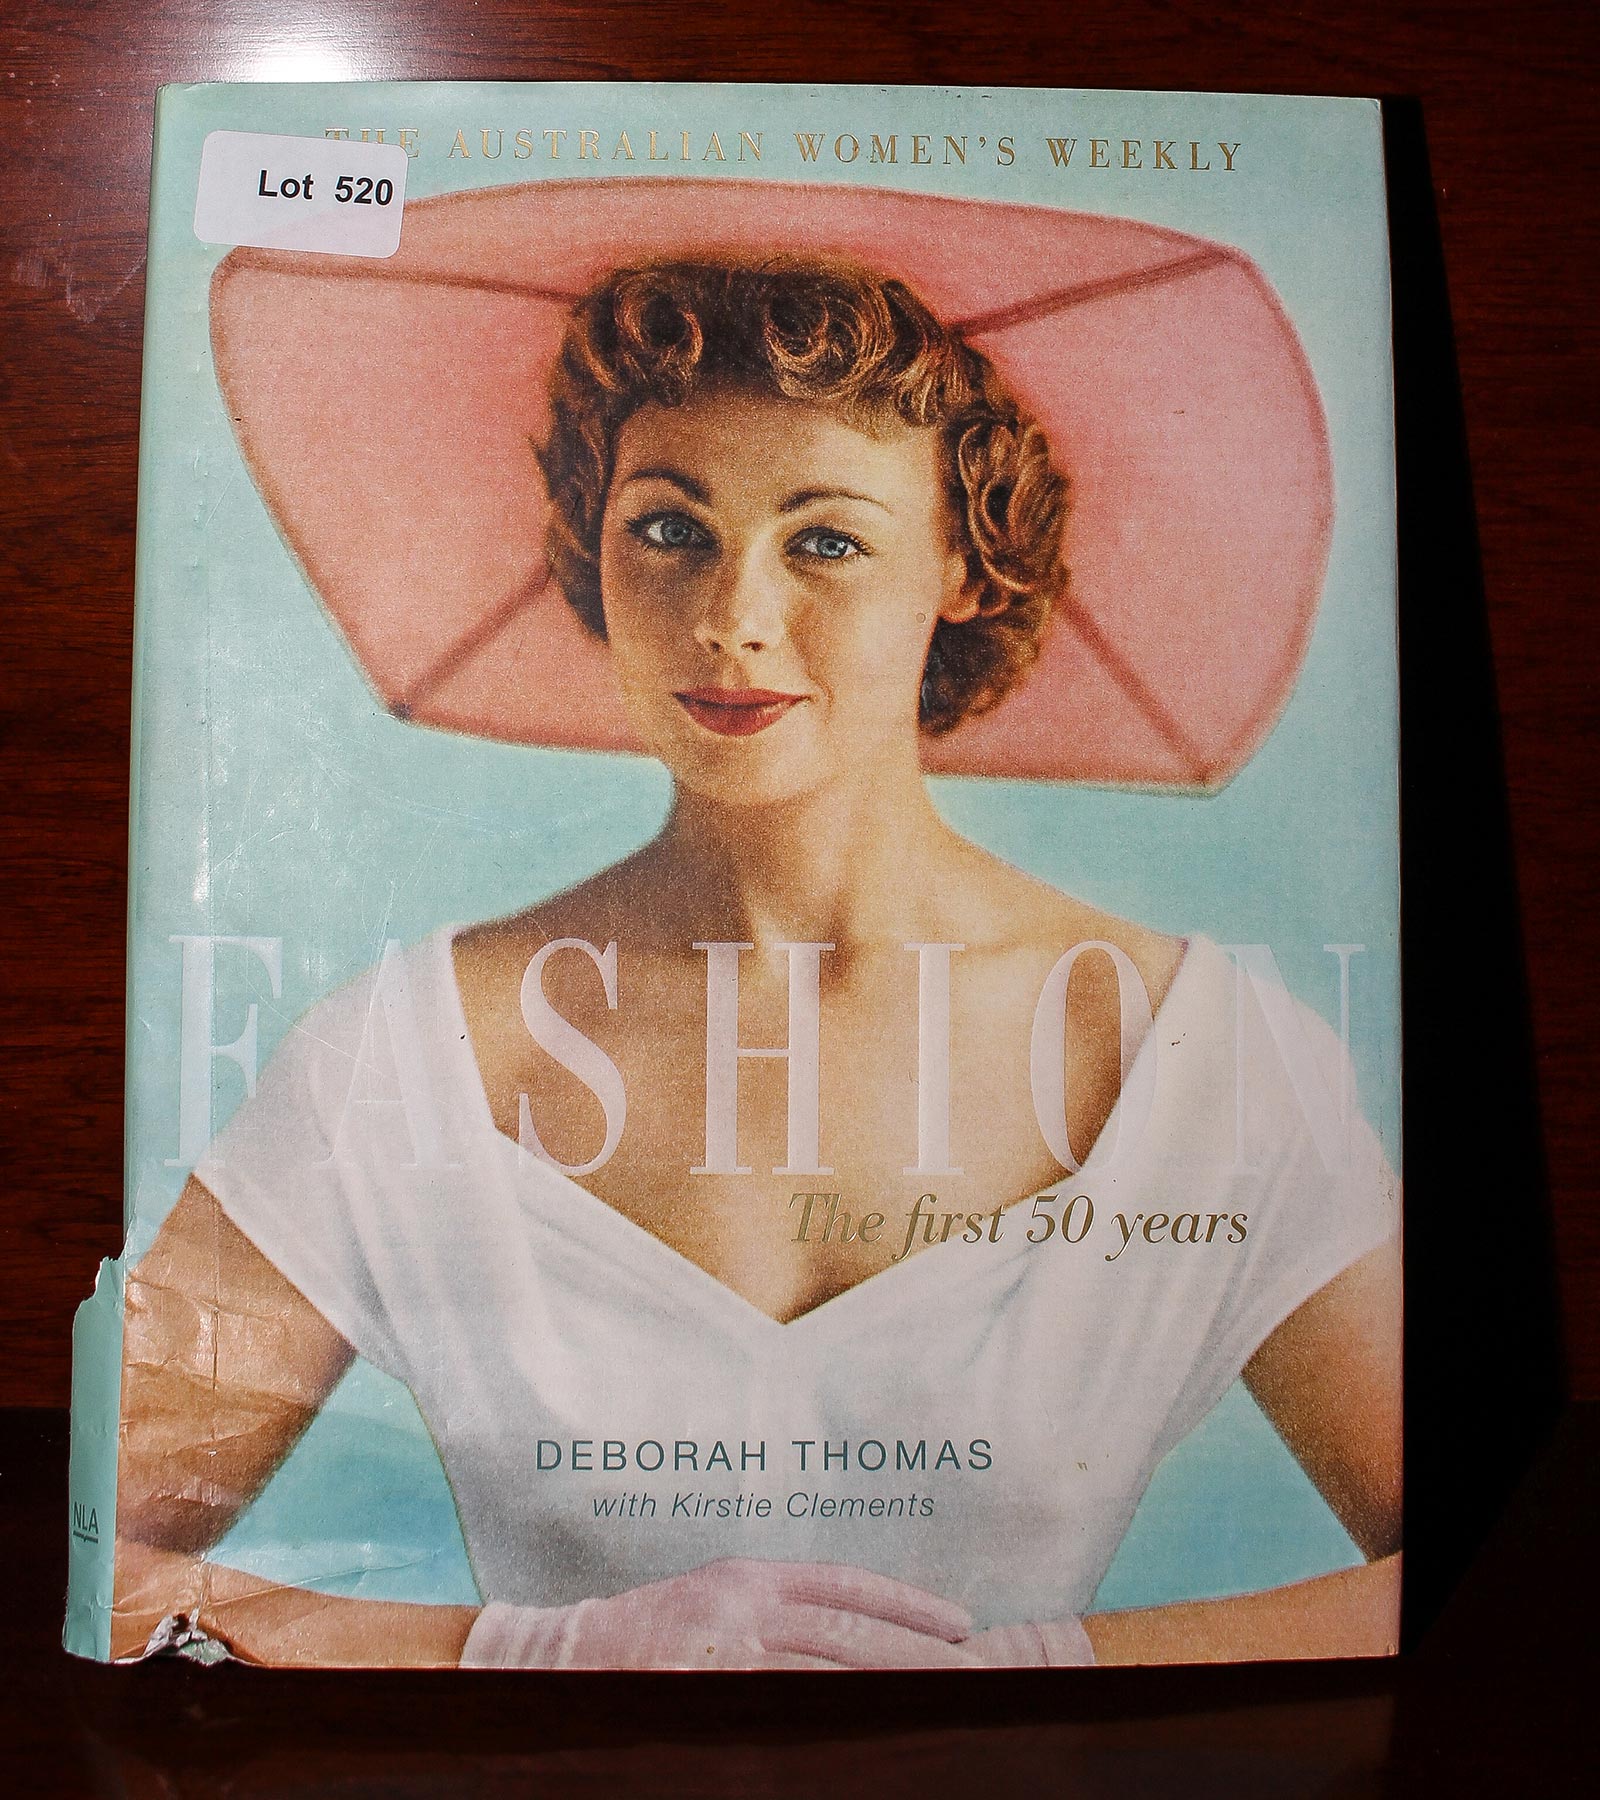 THE AUSTRALIAN WOMEN'S WEEKLY
Lot 520
FASHION
The first 50 years
DEBORAH THOMAS
with Kirstie Clements
NLA